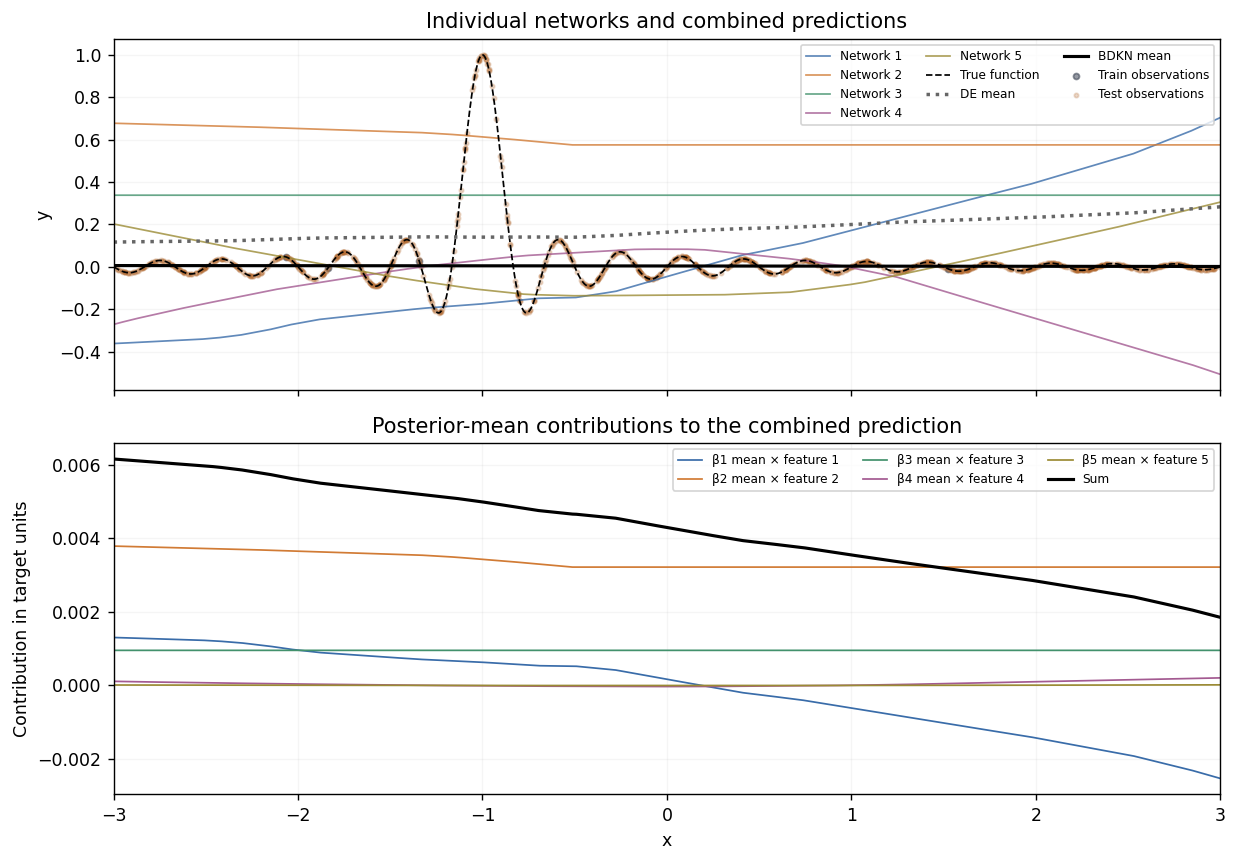 Individual networks and combined predictions
1.0
0.8
0.6
0.4
0.2
0.0
−0.2
−0.4
y
Network 1
Network 2
Network 3
Network 4
Network 5
True function
DE mean
BDKN mean
Train observations
Test observations
Posterior-mean contributions to the combined prediction
0.006
0.004
0.002
0.000
−0.002
Contribution in target units
β1 mean × feature 1
β2 mean × feature 2
β3 mean × feature 3
β4 mean × feature 4
β5 mean × feature 5
Sum
−3
−2
−1
0
1
2
3
x